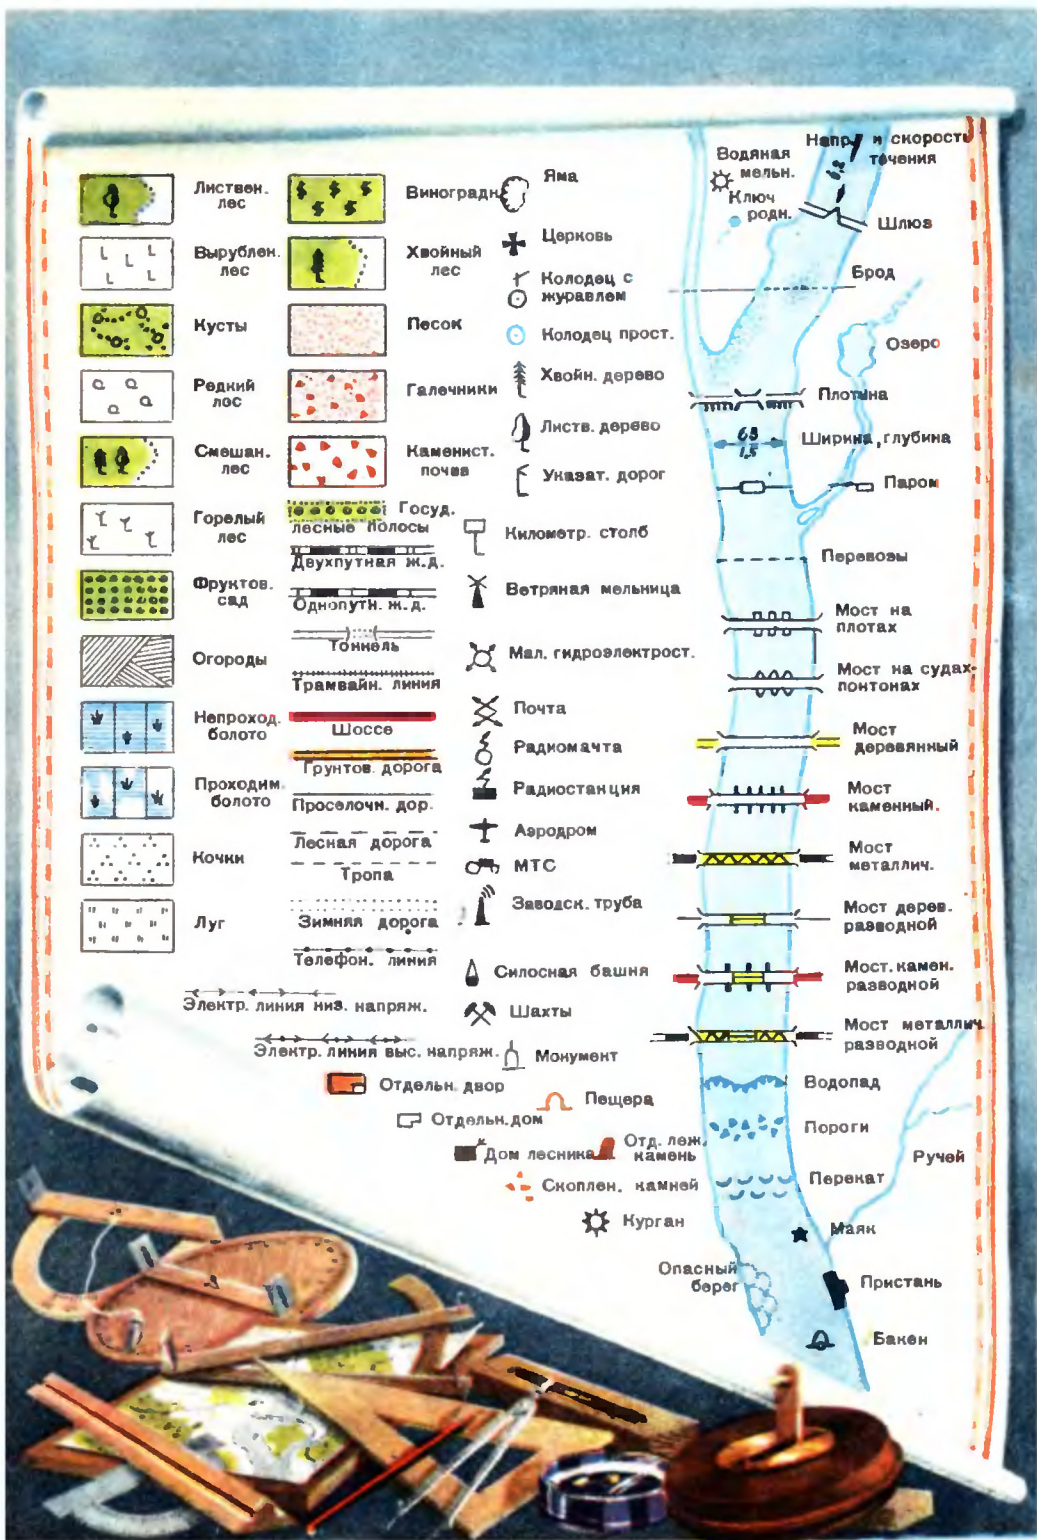 Листвен.
лес
Вырублен.
лес
Кусты
Редкий
лес
Смешан.
лес
Горелый
лес
Фруктов.
сад
Огороды
Непроход.
болото
Проходим.
болото
Кочки
Луг
Виноградн.
Хвойный
лес
Песок
Галечники
Каменист.
почва
Госуд.
лесные полосы
Двухпутная ж.д.
Однопутн. ж.д.
Тоннель
Трамвайн. линия
Шоссе
Грунтов. дорога
Проселочн. дор.
Лесная дорога
Тропа
Зимняя дорога
Телефон. линия
Электр. линия низ. напряж.
Электр. линия выс. напряж.
Яма
Церковь
Колодец с
журавлем
Колодец прост.
Хвойн. дерево
Листв. дерево
Указат. дорог
Километр. столб
Ветряная мельница
Мал. гидроэлектрост.
Почта
Радиомачта
Радиостанция
Аэродром
МТС
Заводск. труба
Силосная башня
Шахты
Монумент
Отдельн. двор
Пещера
Отдельн. дом
Дом лесника
Отд. леж.
камень
Скоплен. камней
Курган
Напр. и скорость
течения
0,2
Водяная
мельн.
Ключ
родн.
Шлюз
Брод
Озеро
Плотина
68
1,5
Ширина, глубина
Паром
Перевозы
Мост на
плотах
Мост на судах-
понтонах
Мост
деревянный
Мост
каменный.
Мост
металлич.
Мост дерев.
разводной
Мост. камен.
разводной
Мост металлич.
разводной
Водопад
Пороги
Ручей
Перекат
Маяк
Опасный
берег
Пристань
Бакен